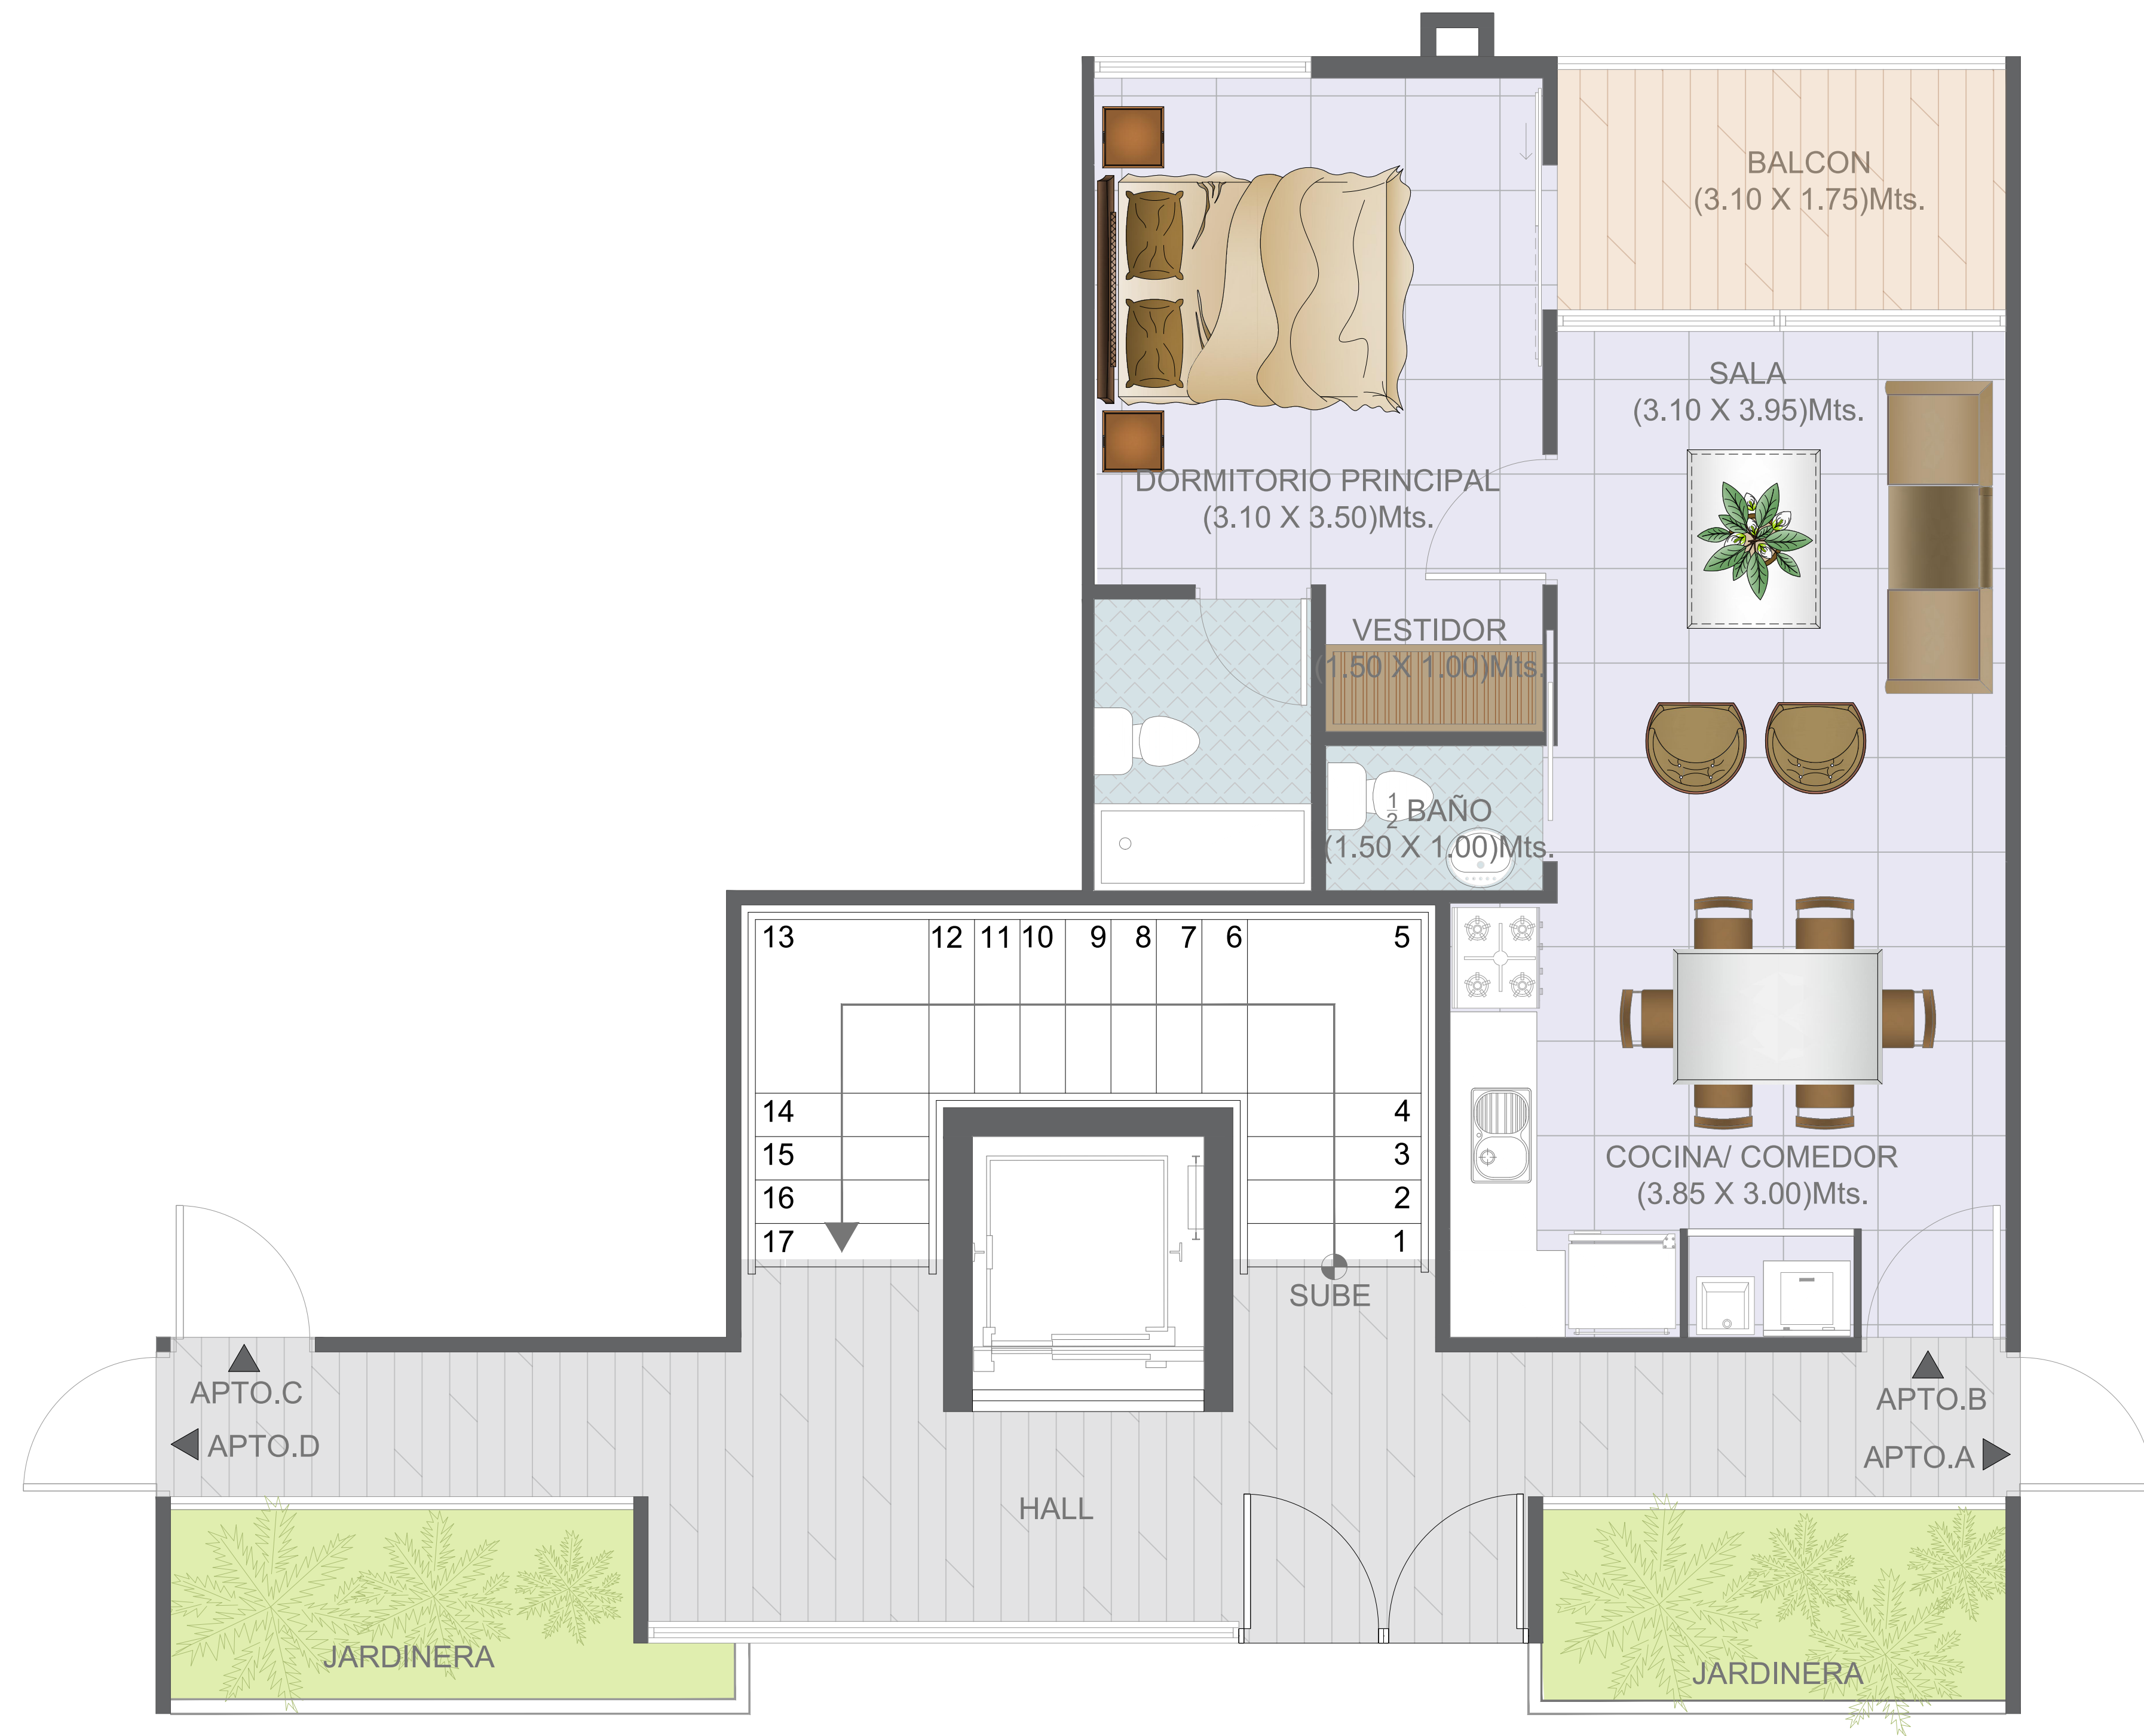 BALCON
(3.10 X 1.75)Mts.
SALA
(3.10 X 3.95)Mts.
DORMITORIO PRINCIPAL
(3.10 X 3.50)Mts.
VESTIDOR
(1.50 X 1.00)Mts.
1/2 BAÑO
(1.50 X 1.00)Mts.
13 12 11 10 9 8 7 6 5
14 4
15 3
16 2
17 1
COCINA/ COMEDOR
(3.85 X 3.00)Mts.
SUBE
APTO.C
APTO.D
APTO.B
APTO.A
HALL
JARDINERA
JARDINERA